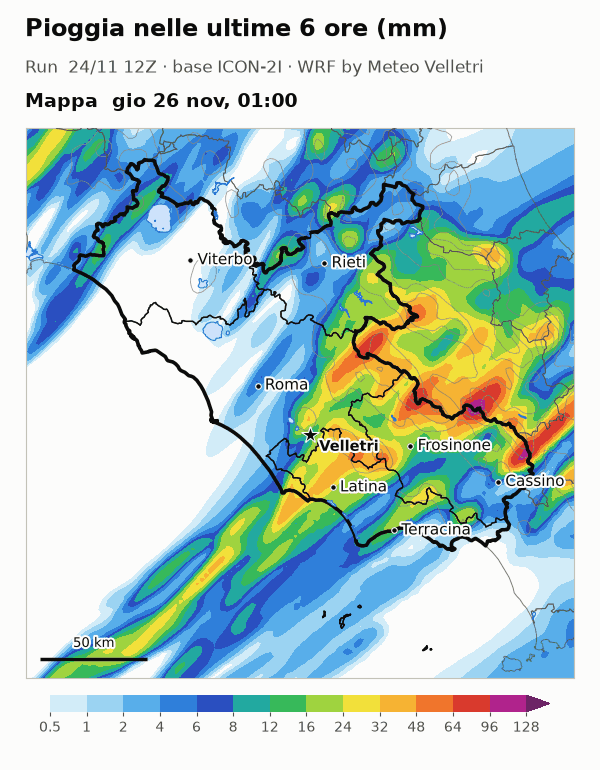 Pioggia nelle ultime 6 ore (mm)
Run  24/11 12Z · base ICON-2I · WRF by Meteo Velletri
Mappa  gio 26 nov, 01:00
Viterbo
Rieti
Roma
Velletri
Frosinone
Latina
Cassino
Terracina
50 km
0.5 1 2 4 6 8 12 16 24 32 48 64 96 128